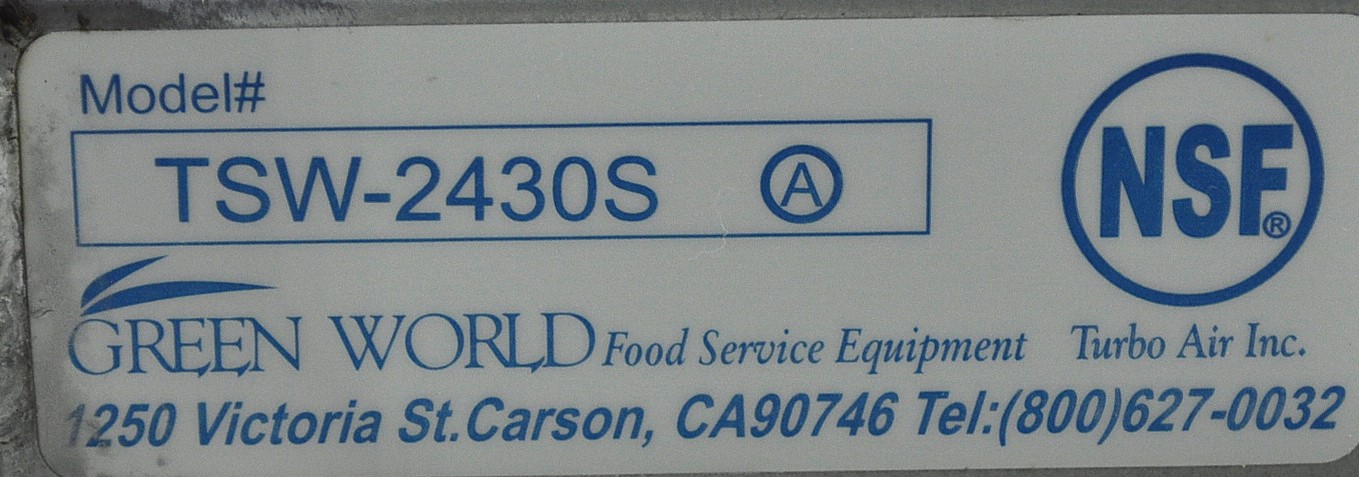 Model#
TSW-2430S Ⓐ
NSF®
GREEN WORLD Food Service Equipment Turbo Air Inc.
1250 Victoria St.Carson, CA90746 Tel:(800)627-0032